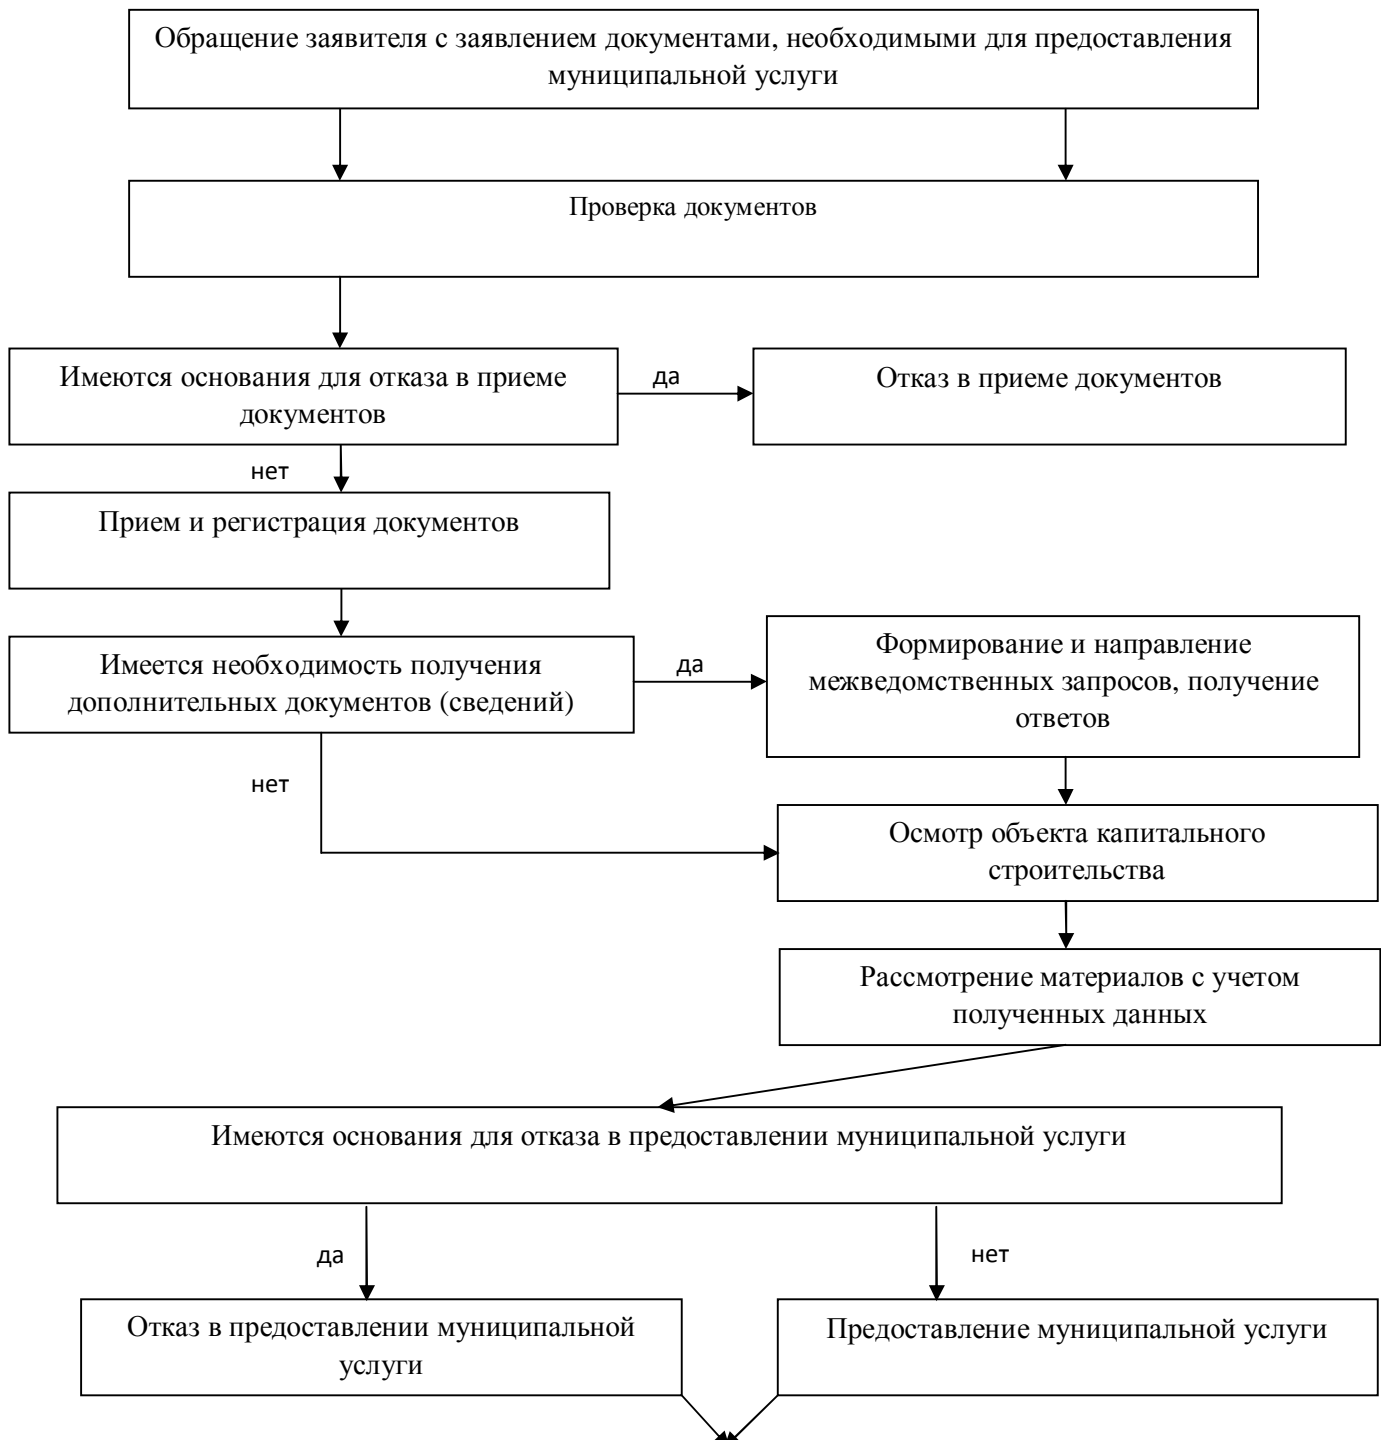 Обращение заявителя с заявлением документами, необходимыми для предоставления
муниципальной услуги
Проверка документов
Имеются основания для отказа в приеме
документов
да
Отказ в приеме документов
нет
Прием и регистрация документов
Имеется необходимость получения
дополнительных документов (сведений)
да
Формирование и направление
межведомственных запросов, получение
ответов
нет
Осмотр объекта капитального
строительства
Рассмотрение материалов с учетом
полученных данных
Имеются основания для отказа в предоставлении муниципальной услуги
да
нет
Отказ в предоставлении муниципальной
услуги
Предоставление муниципальной услуги